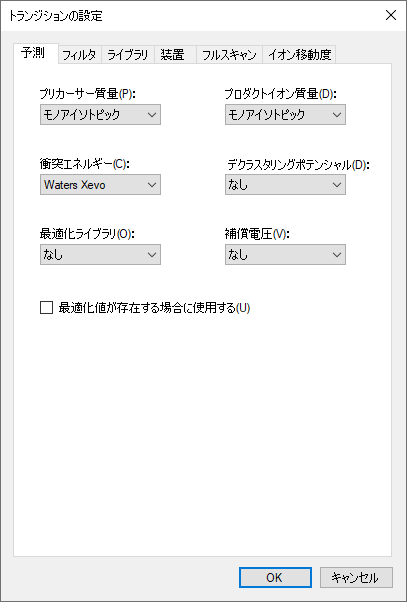 トランジションの設定
予測 フィルタ ライブラリ 装置 フルスキャン イオン移動度
プリカーサー質量(P): プロダクトイオン質量(D):
モノアイソトピック モノアイソトピック
衝突エネルギー(C): デクラスタリングポテンシャル(D):
Waters Xevo なし
最適化ライブラリ(O): 補償電圧(V):
なし なし
最適化値が存在する場合に使用する(U)
OK キャンセル